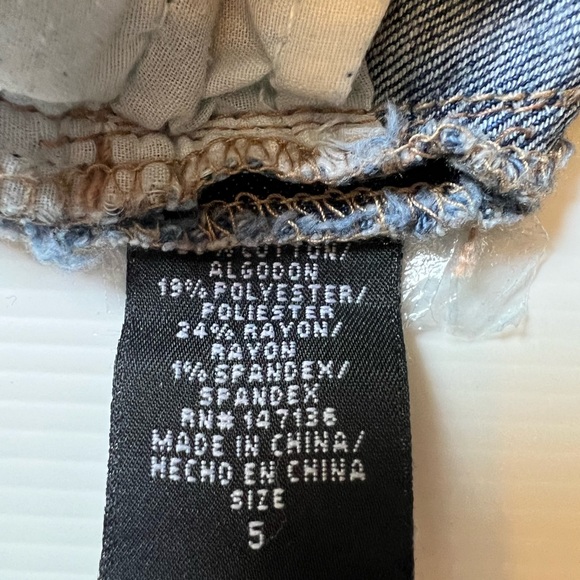 COTTON/
ALGODON
19% POLYESTER/
POLIESTER
24% RAYON/
RAYON
1% SPANDEX/
SPANDEX
RN# 147136
MADE IN CHINA/
HECHO EN CHINA
SIZE
5